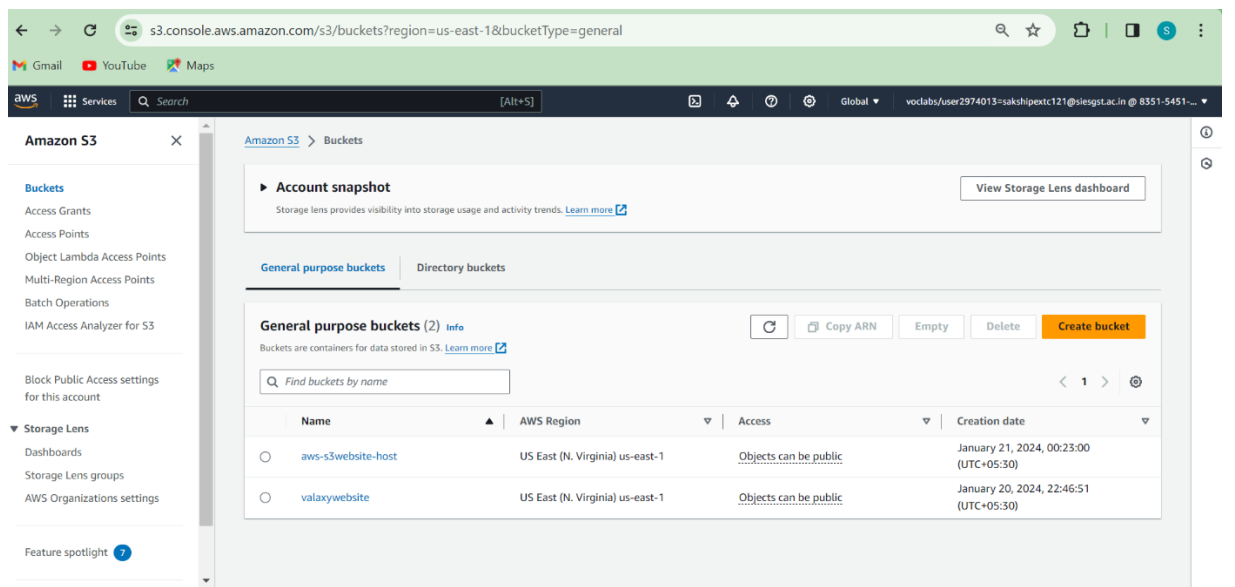 s3.console.aws.amazon.com/s3/buckets?region=us-east-1&bucketType=general
S
Gmail YouTube Maps
aws Services Search [Alt+S] Global voclabs/user2974013=sakshipextc121@siesgst.ac.in @ 8351-5451-...
Amazon S3
Buckets
Access Grants
Access Points
Object Lambda Access Points
Multi-Region Access Points
Batch Operations
IAM Access Analyzer for S3
Block Public Access settings
for this account
Storage Lens
Dashboards
Storage Lens groups
AWS Organizations settings
Feature spotlight 7
Amazon S3 > Buckets
Account snapshot
View Storage Lens dashboard
Storage lens provides visibility into storage usage and activity trends. Learn more
General purpose buckets Directory buckets
General purpose buckets (2) Info
Copy ARN Empty Delete Create bucket
Buckets are containers for data stored in S3. Learn more
Find buckets by name
< 1 >
Name AWS Region Access Creation date
aws-s3website-host US East (N. Virginia) us-east-1 Objects can be public January 21, 2024, 00:23:00
(UTC+05:30)
valaxywebsite US East (N. Virginia) us-east-1 Objects can be public January 20, 2024, 22:46:51
(UTC+05:30)